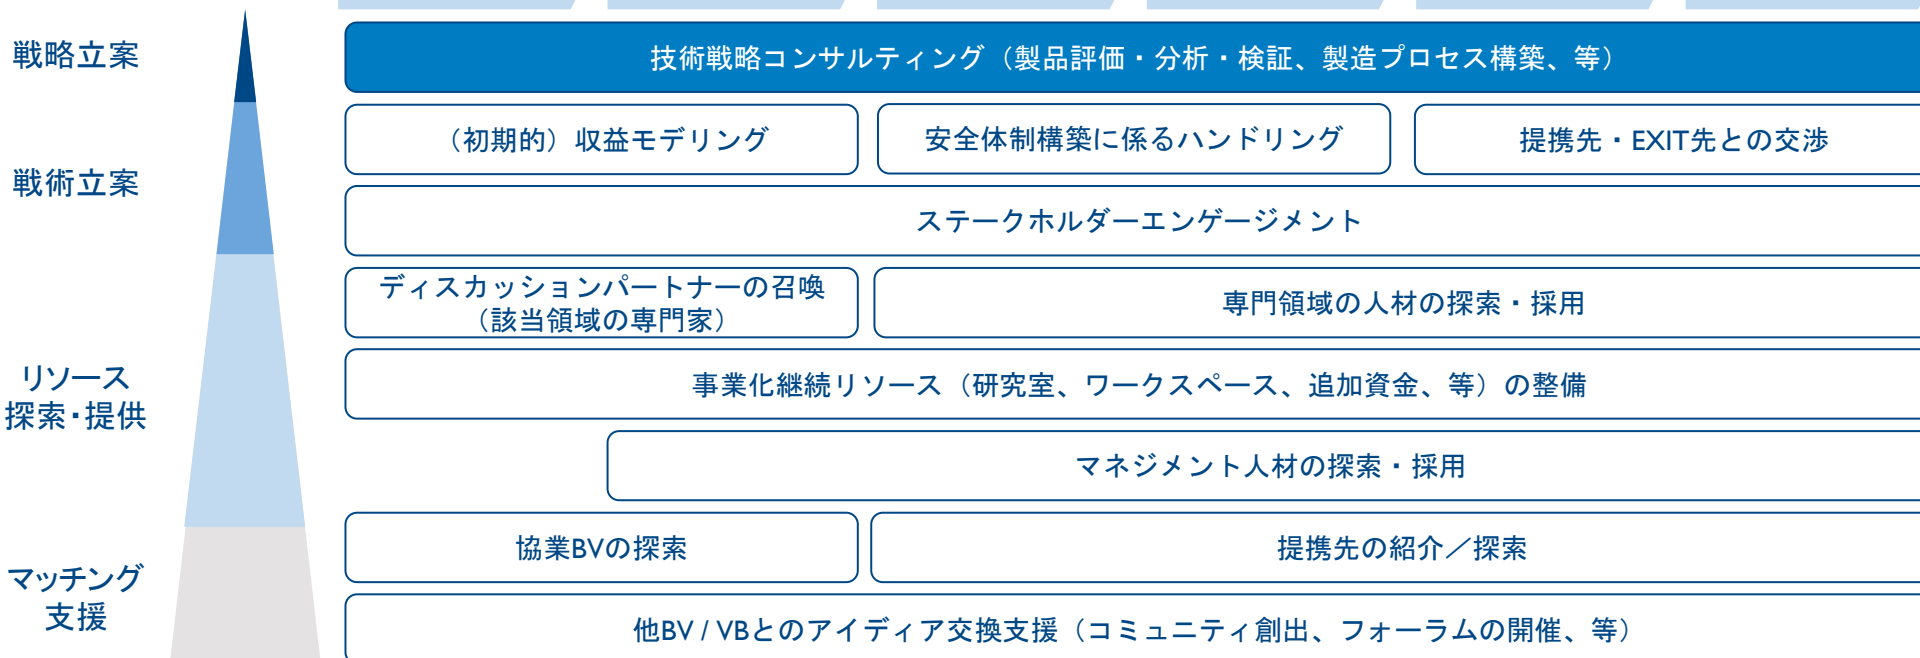 戦略立案
技術戦略コンサルティング（製品評価・分析・検証、製造プロセス構築、等）
戦術立案
（初期的）収益モデリング
安全体制構築に係るハンドリング
提携先・EXIT先との交渉
ステークホルダーエンゲージメント
リソース
探索・提供
ディスカッションパートナーの召喚
（該当領域の専門家）
専門領域の人材の探索・採用
事業化継続リソース（研究室、ワークスペース、追加資金、等）の整備
マネジメント人材の探索・採用
マッチング
支援
協業BVの探索
提携先の紹介／探索
他BV / VBとのアイディア交換支援（コミュニティ創出、フォーラムの開催、等）